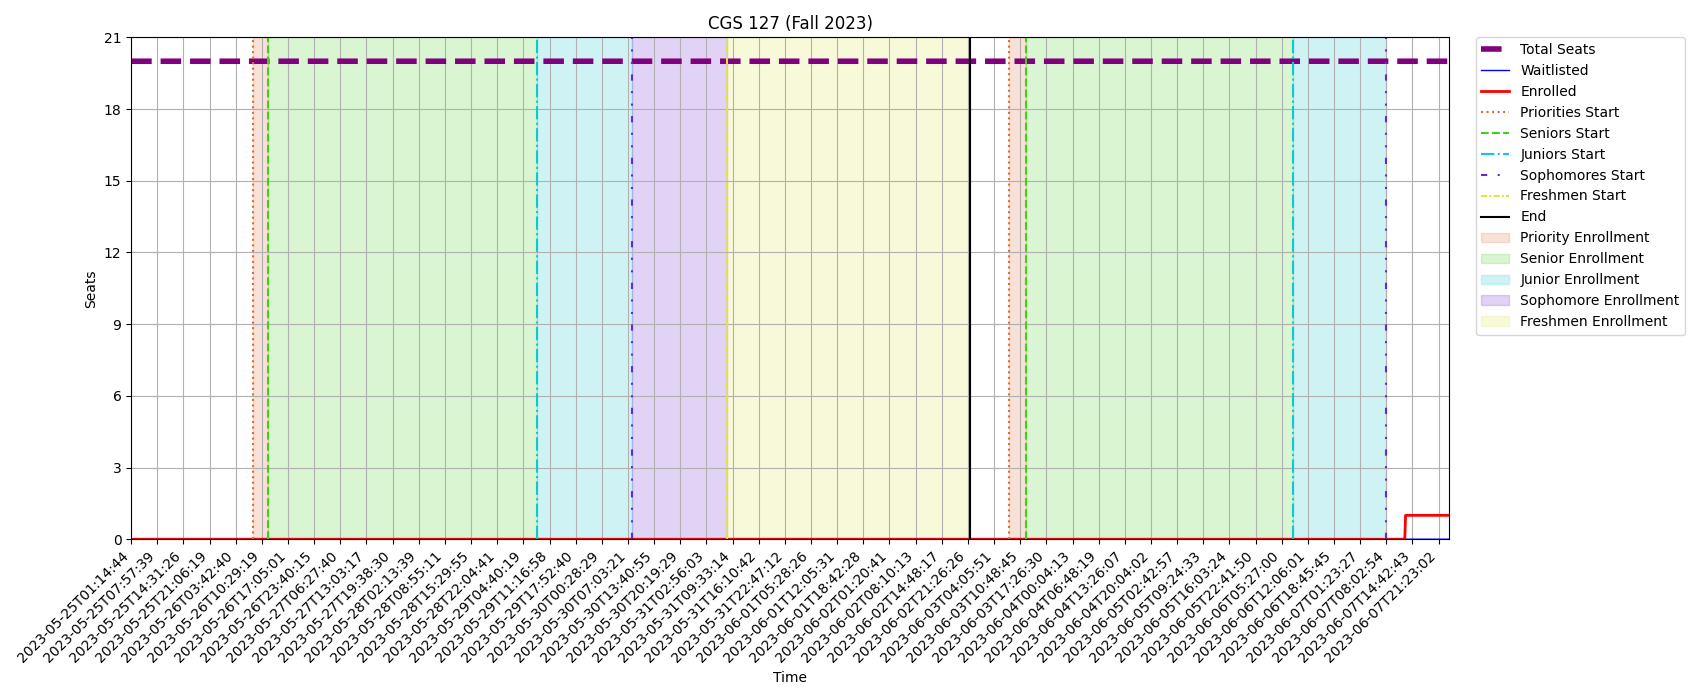 CGS 127 (Fall 2023)
21
18
15
12
9
6
3
0
Seats
2023-05-25T01:14:44
2023-05-25T07:57:39
2023-05-25T14:31:26
2023-05-25T21:06:19
2023-05-26T03:42:40
2023-05-26T10:29:19
2023-05-26T17:05:01
2023-05-26T23:40:15
2023-05-27T06:27:40
2023-05-27T13:03:17
2023-05-27T19:38:30
2023-05-28T02:13:39
2023-05-28T08:55:11
2023-05-28T15:29:55
2023-05-28T22:04:41
2023-05-29T04:40:19
2023-05-29T11:16:58
2023-05-29T17:52:40
2023-05-30T00:28:29
2023-05-30T07:03:21
2023-05-30T13:40:55
2023-05-30T20:19:29
2023-05-31T02:56:03
2023-05-31T09:33:14
2023-05-31T16:10:42
2023-05-31T22:47:12
2023-06-01T05:28:26
2023-06-01T12:05:31
2023-06-01T18:42:28
2023-06-02T01:20:41
2023-06-02T08:10:13
2023-06-02T14:48:17
2023-06-02T21:26:26
2023-06-03T04:05:51
2023-06-03T10:48:45
2023-06-03T17:26:30
2023-06-04T00:04:13
2023-06-04T06:48:19
2023-06-04T13:26:07
2023-06-04T20:04:02
2023-06-05T02:42:57
2023-06-05T09:24:33
2023-06-05T16:03:24
2023-06-05T22:41:50
2023-06-06T05:27:00
2023-06-06T12:06:01
2023-06-06T18:45:45
2023-06-07T01:23:27
2023-06-07T08:02:54
2023-06-07T14:42:43
2023-06-07T21:23:02
Time
Total Seats
Waitlisted
Enrolled
Priorities Start
Seniors Start
Juniors Start
Sophomores Start
Freshmen Start
End
Priority Enrollment
Senior Enrollment
Junior Enrollment
Sophomore Enrollment
Freshmen Enrollment